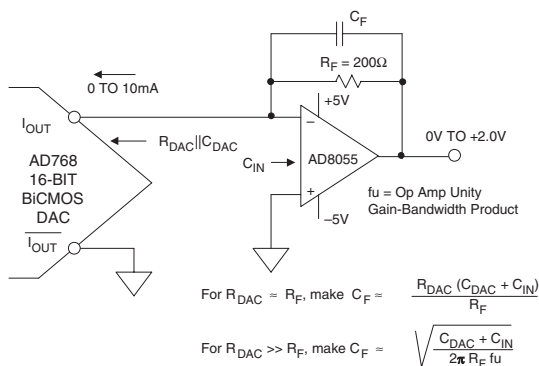 C_F
R_F = 200Ω
0 TO 10mA
+5V
I_OUT
R_DAC||C_DAC
–
C_IN
AD8055
0V TO +2.0V
AD768
16-BIT
BiCMOS
DAC
+
–5V
fu = Op Amp Unity
Gain-Bandwidth Product
I_OUT
For R_DAC ≈ R_F, make C_F ≈ R_DAC (C_DAC + C_IN) / R_F
For R_DAC >> R_F, make C_F ≈ √ (C_DAC + C_IN) / (2π R_F fu)